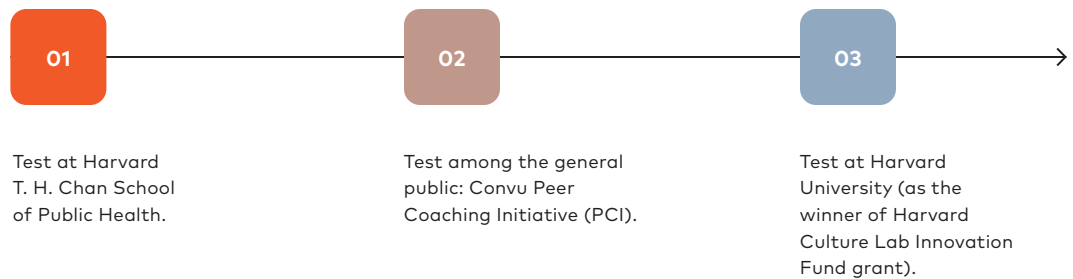 01
Test at Harvard
T. H. Chan School
of Public Health.
02
Test among the general
public: Convu Peer
Coaching Initiative (PCI).
03
Test at Harvard
University (as the
winner of Harvard
Culture Lab Innovation
Fund grant).